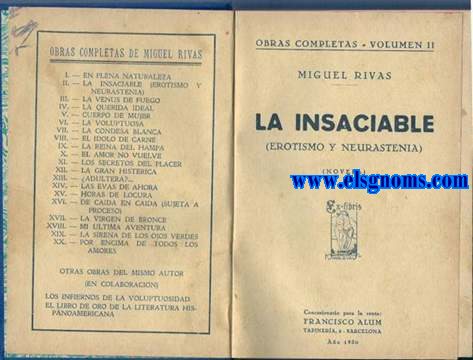 OBRAS COMPLETAS DE MIGUEL RIVAS
I. — EN PLENA NATURALEZA
II. — LA INSACIABLE (EROTISMO Y
NEURASTENIA)
III. — LA VENUS DE FUEGO
IV. — LA QUERIDA IDEAL
V. — CUERPO DE MUJER
VI. — LA VOLUPTUOSA
VII. — LA CONDESA BLANCA
VIII. — EL IDOLO DE CARNE
IX. — LA REINA DEL HAMPA
X. — EL AMOR NO VUELVE
XI. — LOS SECRETOS DEL PLACER
XII. — LA GRAN HISTERICA
XIII. — ¿ADULTERA?...
XIV. — LAS EVAS DE AHORA
XV. — HORAS DE LOCURA
XVI. — DE CAIDA EN CAIDA (SUJETA A
PROCESO)
XVII. — LA VIRGEN DE BRONCE
XVIII. — MI ULTIMA AVENTURA
XIX. — LA SIRENA DE LOS OJOS VERDES
XX. — POR ENCIMA DE TODOS LOS
AMORES
OTRAS OBRAS DEL MISMO AUTOR
(EN COLABORACION)
LOS INFIERNOS DE LA VOLUPTUOSIDAD
EL LIBRO DE ORO DE LA LITERATURA HIS-
PANOAMERICANA
OBRAS COMPLETAS • VOLUMEN II
MIGUEL RIVAS
LA INSACIABLE
(EROTISMO Y NEURASTENIA)
www.elsgnoms.com
Ex-libris
Concesionario para la venta:
FRANCISCO ALUM
TAPINERIA, BARCELONA
Año 1930